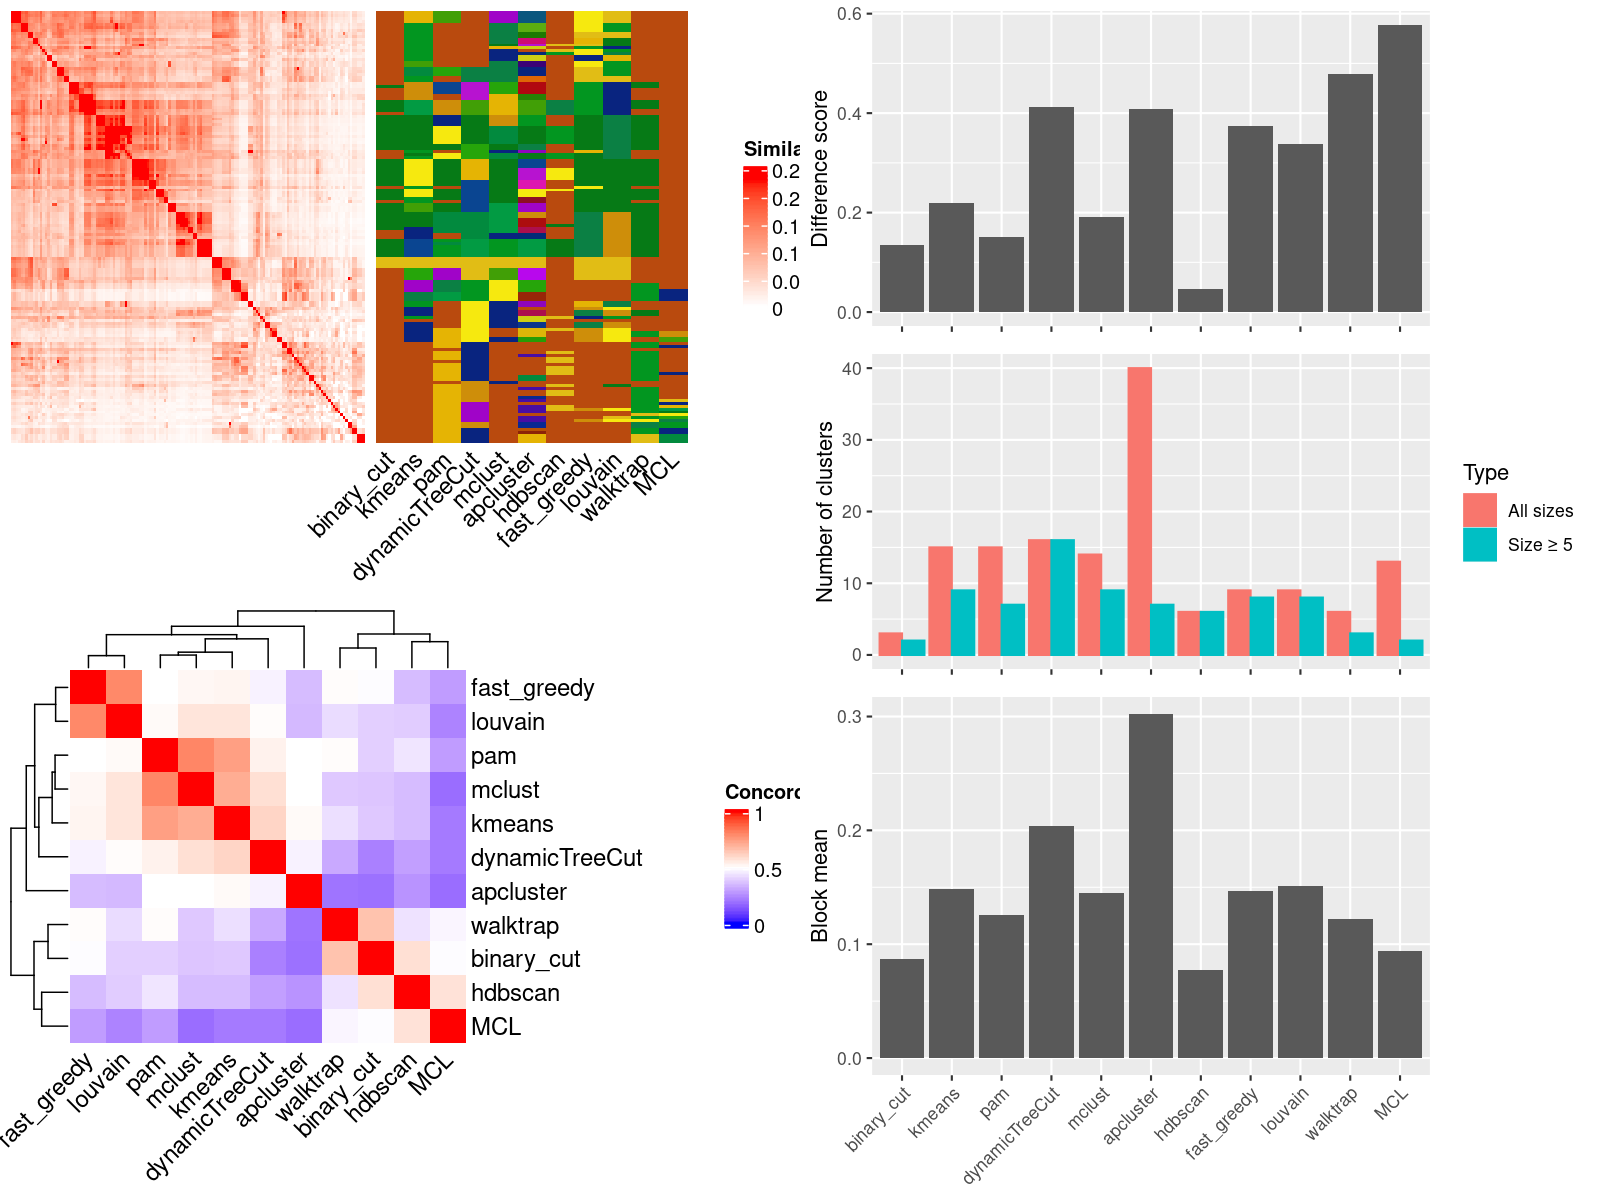 Simila
0.2
0.2
0.1
0.1
0.0
0
binary_cut
kmeans
pam
dynamicTreeCut
mclust
apcluster
hdbscan
fast_greedy
louvain
walktrap
MCL
fast_greedy
louvain
pam
mclust
kmeans
dynamicTreeCut
apcluster
walktrap
binary_cut
hdbscan
MCL
fast_greedy
louvain
pam
mclust
kmeans
dynamicTreeCut
apcluster
walktrap
binary_cut
hdbscan
MCL
Concord
1
0.5
0
Difference score
0.6
0.4
0.2
0.0
Number of clusters
40
30
20
10
0
Type
All sizes
Size ≥ 5
Block mean
0.3
0.2
0.1
0.0
binary_cut
kmeans
pam
dynamicTreeCut
mclust
apcluster
hdbscan
fast_greedy
louvain
walktrap
MCL